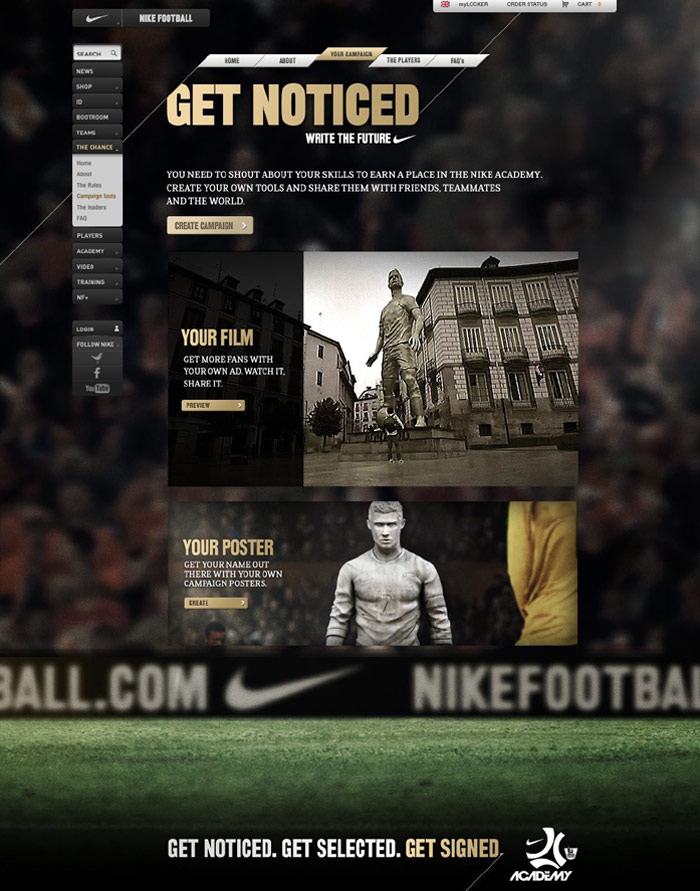 NIKE FOOTBALL
myLOCKER
ORDER STATUS
CART
0
SEARCH
NEWS
SHOP
ID
BOOTROOM
TEAMS
THE CHANCE
Home
About
The Rules
Campaign tools
The leaders
FAQ
PLAYERS
ACADEMY
VIDEO
TRAINING
NF+
LOGIN
FOLLOW NIKE
You Tube
HOME
ABOUT
YOUR CAMPAIGN
THE PLAYERS
FAQ's
GET NOTICED
WRITE THE FUTURE
YOU NEED TO SHOUT ABOUT YOUR SKILLS TO EARN A PLACE IN THE NIKE ACADEMY.
CREATE YOUR OWN TOOLS AND SHARE THEM WITH FRIENDS, TEAMMATES
AND THE WORLD.
CREATE CAMPAIGN
YOUR FILM
GET MORE FANS WITH
YOUR OWN AD. WATCH IT,
SHARE IT.
PREVIEW
YOUR POSTER
GET YOUR NAME OUT
THERE WITH YOUR OWN
CAMPAIGN POSTERS.
CREATE
BALL.COM
NIKEFOOTBAL
GET NOTICED. GET SELECTED. GET SIGNED.
ACADEMY